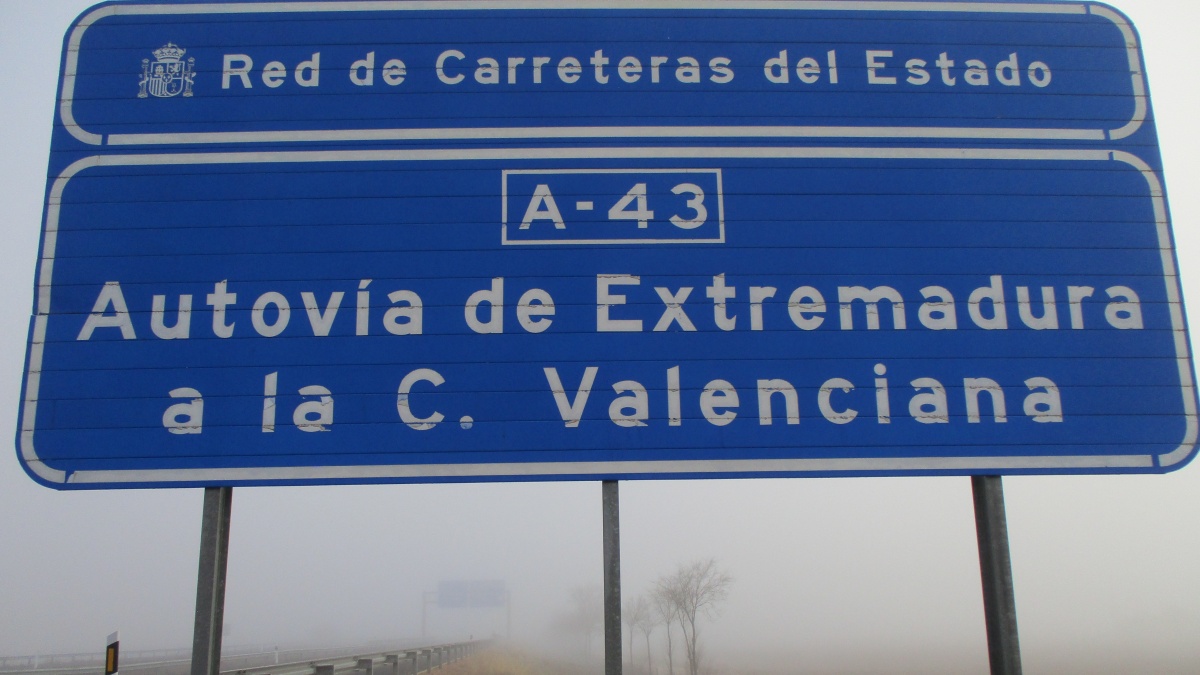 Red de Carreteras del Estado
A-43
Autovía de Extremadura
a la C. Valenciana